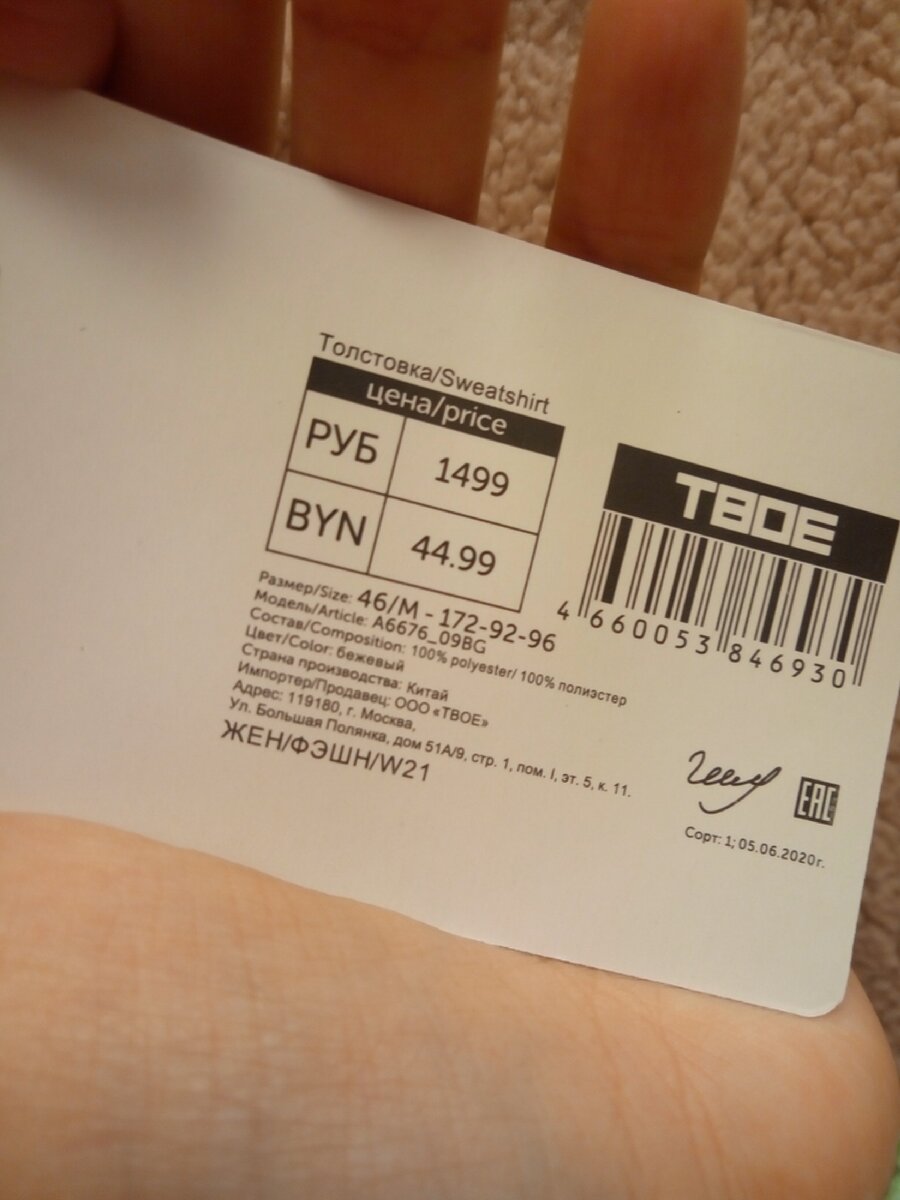 Толстовка/Sweatshirt
цена/price
РУБ 1499
BYN 44.99
Размер/Size: 46/M - 172-92-96
Модель/Article: A6676_09BG
Состав/Composition: 100% polyester/ 100% полиэстер
Цвет/Color: бежевый
Страна производства: Китай
Импортер/Продавец: ООО «ТВОЕ»
Адрес: 119180, г. Москва,
Ул. Большая Полянка, дом 51А/9, стр. 1, пом. I, эт. 5, к. 11.
ЖЕН/ФЭШН/W21
ТВОЕ
4 660053 846930
EAC
Сорт: 1; 05.06.2020г.